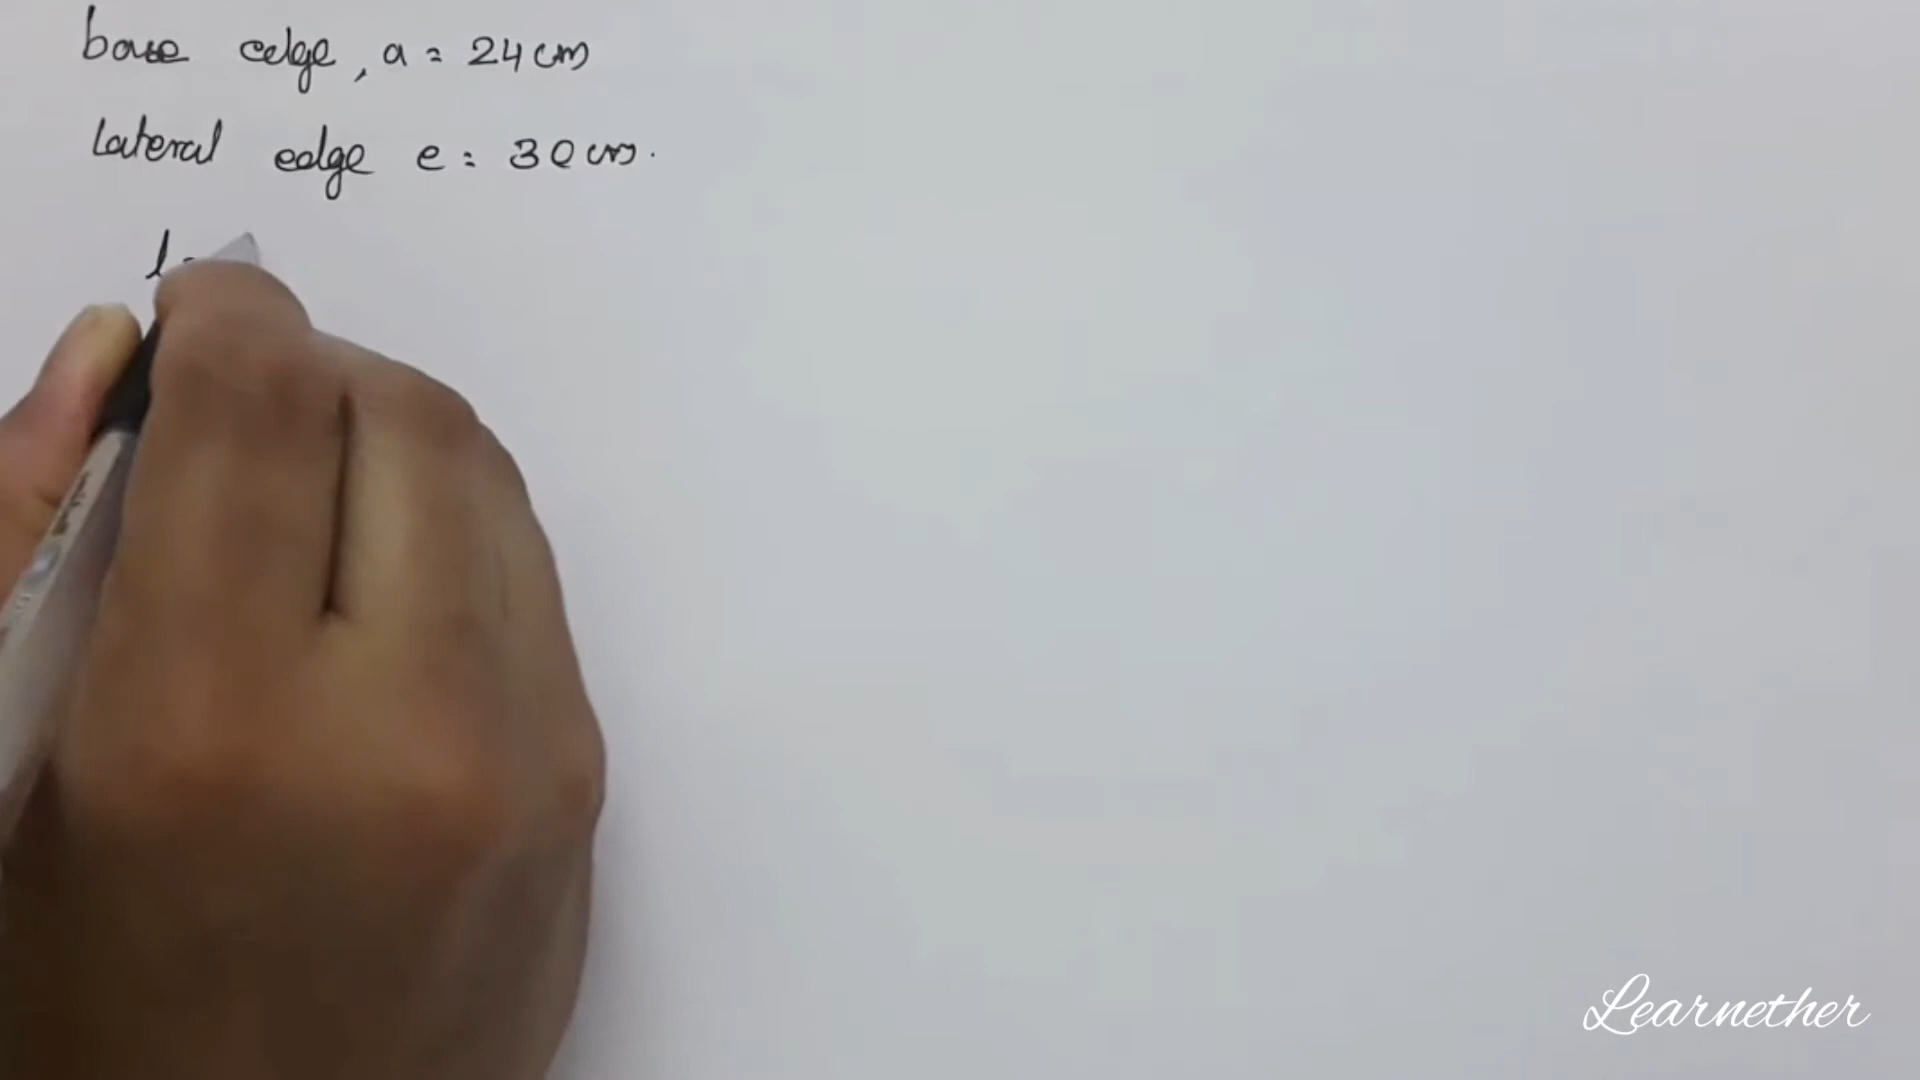 base edge, a = 24 cm
Lateral edge e = 30 cm.
l =
Learnether